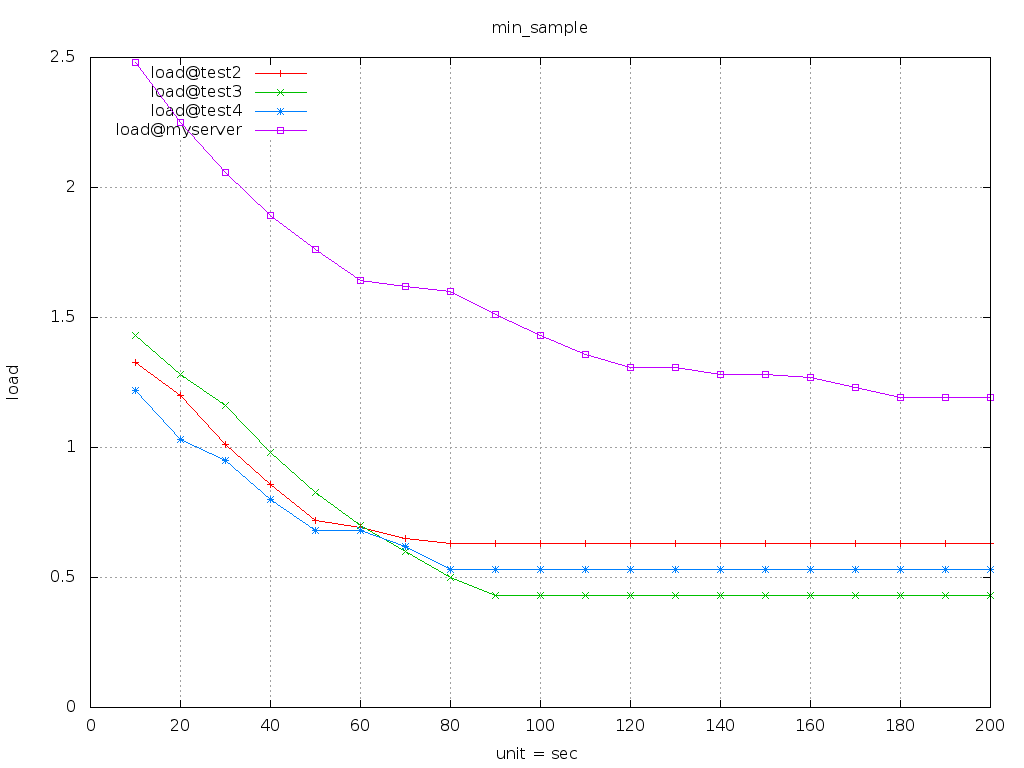 min_sample
2.5
load@test2
load@test3
load@test4
load@myserver
2
1.5
load
1
0.5
0
0 20 40 60 80 100 120 140 160 180 200
unit = sec